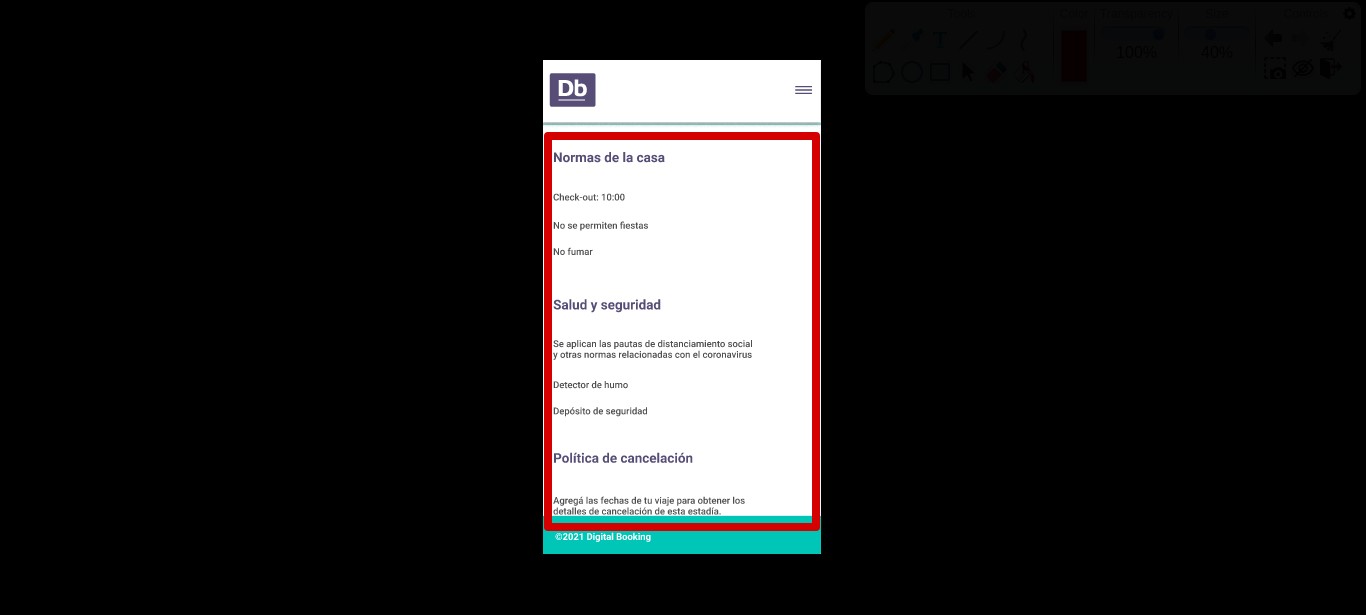 Db
Normas de la casa
Check-out: 10:00
No se permiten fiestas
No fumar
Salud y seguridad
Se aplican las pautas de distanciamiento social
y otras normas relacionadas con el coronavirus
Detector de humo
Depósito de seguridad
Política de cancelación
Agregá las fechas de tu viaje para obtener los
detalles de cancelación de esta estadía.
©2021 Digital Booking
100%
40%